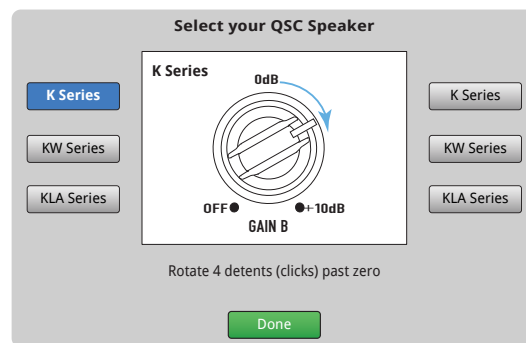 Select your QSC Speaker
K Series
KW Series
KLA Series
K Series
0dB
OFF
+10dB
GAIN B
K Series
KW Series
KLA Series
Rotate 4 detents (clicks) past zero
Done